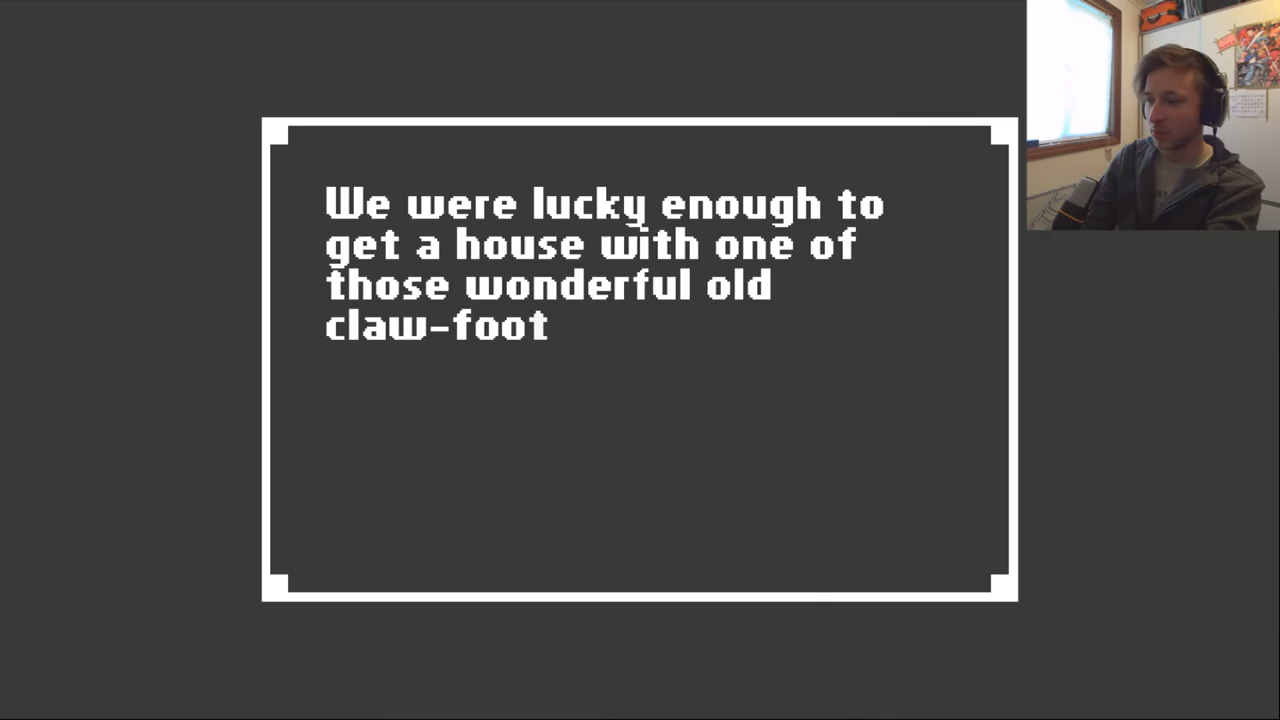 We were lucky enough to
get a house with one of
those wonderful old
claw-foot